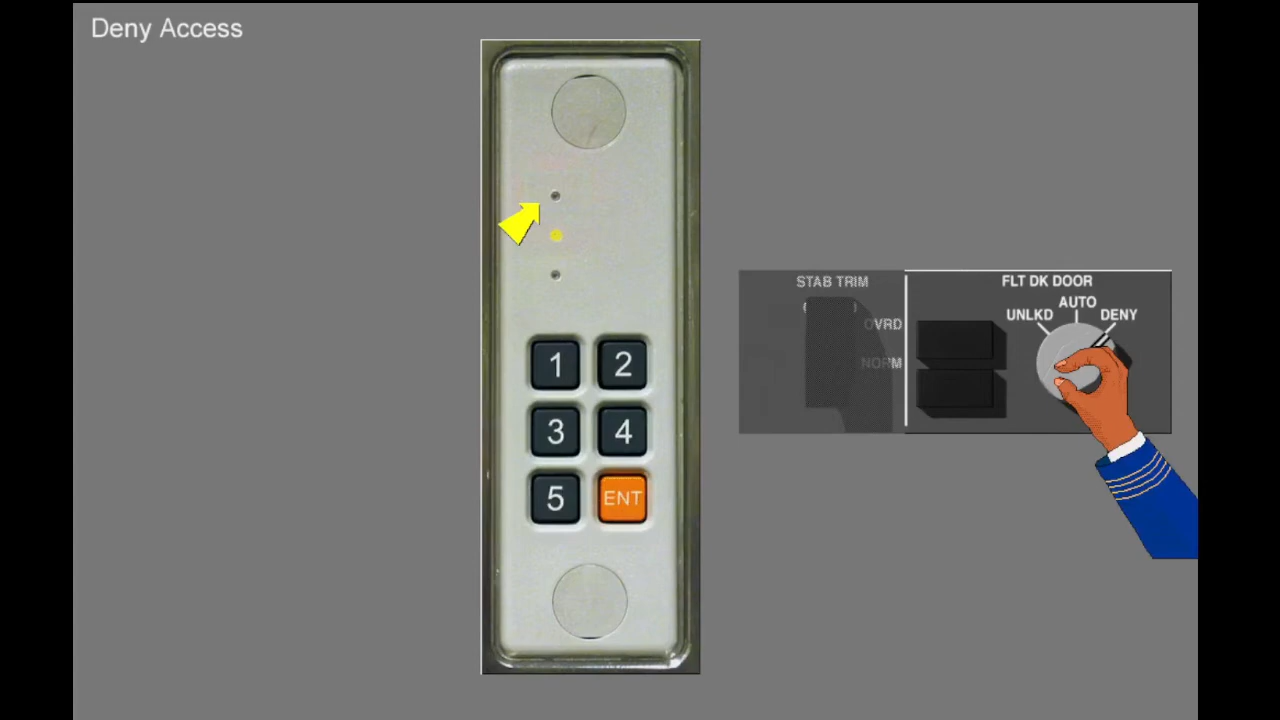 Deny Access
1 2
3 4
5 ENT
STAB TRIM
OVRD
NORM
FLT DK DOOR
AUTO
UNLKD DENY